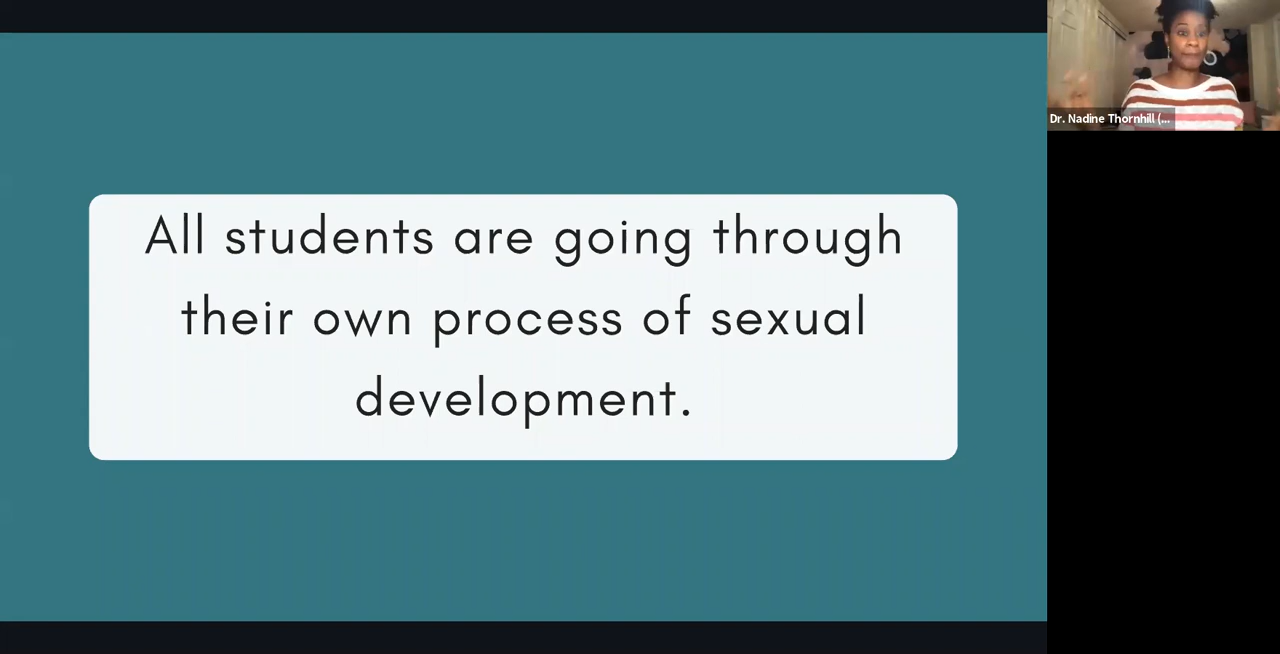 All students are going through
their own process of sexual
development.
Dr. Nadine Thornhill (...